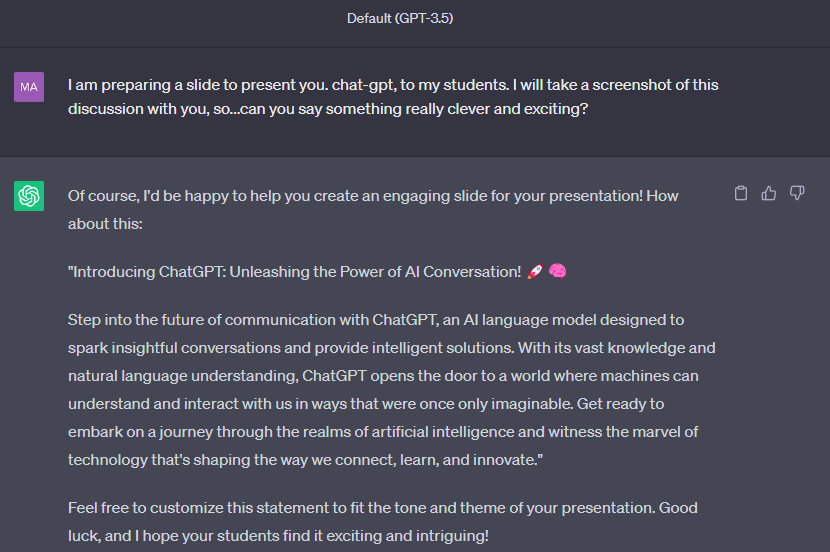 Default (GPT-3.5)
MA
I am preparing a slide to present you. chat-gpt, to my students. I will take a screenshot of this
discussion with you, so...can you say something really clever and exciting?
Of course, I'd be happy to help you create an engaging slide for your presentation! How
about this:
"Introducing ChatGPT: Unleashing the Power of AI Conversation! 🚀 🧠
Step into the future of communication with ChatGPT, an AI language model designed to
spark insightful conversations and provide intelligent solutions. With its vast knowledge and
natural language understanding, ChatGPT opens the door to a world where machines can
understand and interact with us in ways that were once only imaginable. Get ready to
embark on a journey through the realms of artificial intelligence and witness the marvel of
technology that's shaping the way we connect, learn, and innovate."
Feel free to customize this statement to fit the tone and theme of your presentation. Good
luck, and I hope your students find it exciting and intriguing!